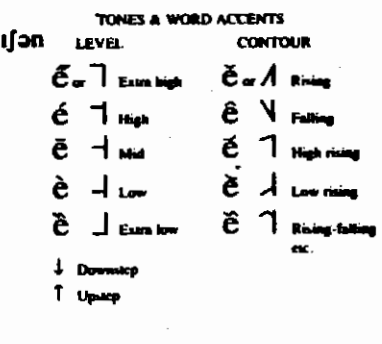 TONES & WORD ACCENTS
ɪʃən LEVEL CONTOUR
e̋ or ˥ Extra high ě or ˩˥ Rising
é ˦ High ê ˥˩ Falling
ē ˧ Mid e᷄ ˦˥ High rising
è ˨ Low e᷅ ˩˨ Low rising
ȅ ˩ Extra low e᷈ ˧˦˧ Rising-falling
etc.
↓ Downstep
↑ Upstep